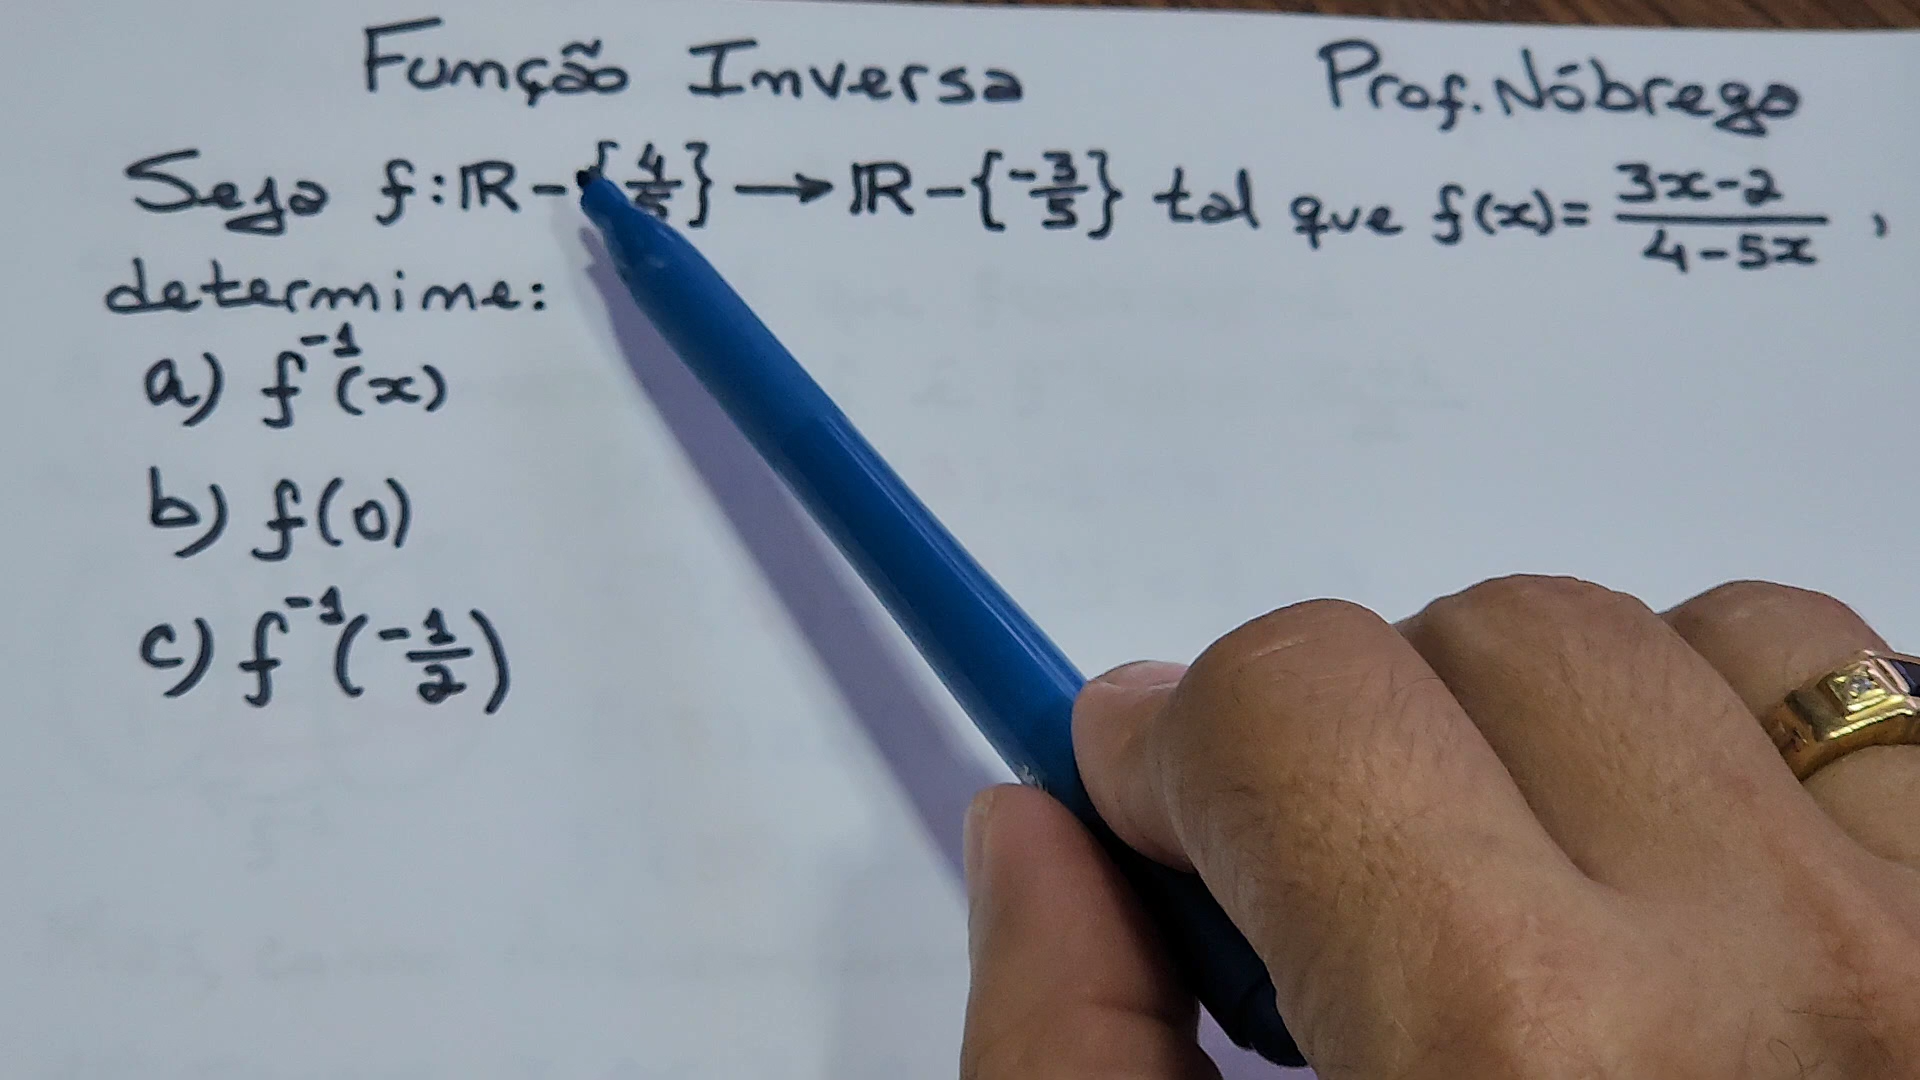 Função Inversa Prof. Nóbrega
Seja f: ℝ - {4/5} → ℝ - {-3/5} tal que f(x) = (3x-2)/(4-5x),
determine:
a) f⁻¹(x)
b) f(0)
c) f⁻¹(-1/2)